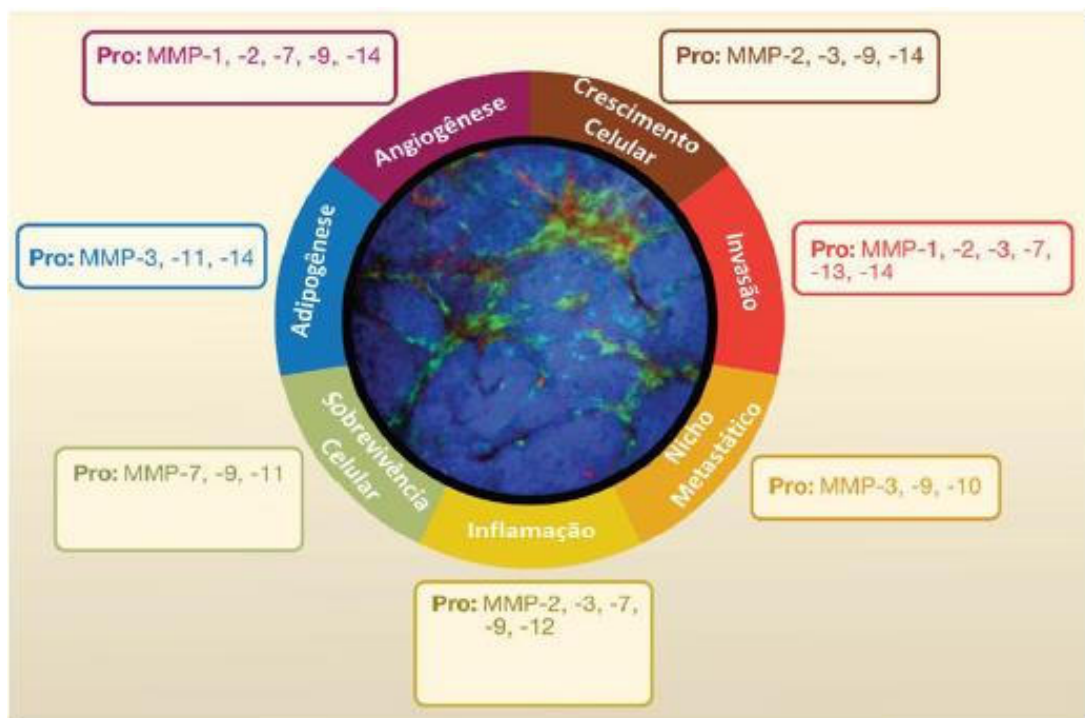 Pro: MMP-1, -2, -7, -9, -14
Pro: MMP-2, -3, -9, -14
Angiogênese
Crescimento
Celular
Pro: MMP-3, -11, -14
Adipogênese
Invasão
Pro: MMP-1, -2, -3, -7,
-13, -14
Sobrevivência
Celular
Nicho
Metastático
Pro: MMP-7, -9, -11
Pro: MMP-3, -9, -10
Inflamação
Pro: MMP-2, -3, -7,
-9, -12